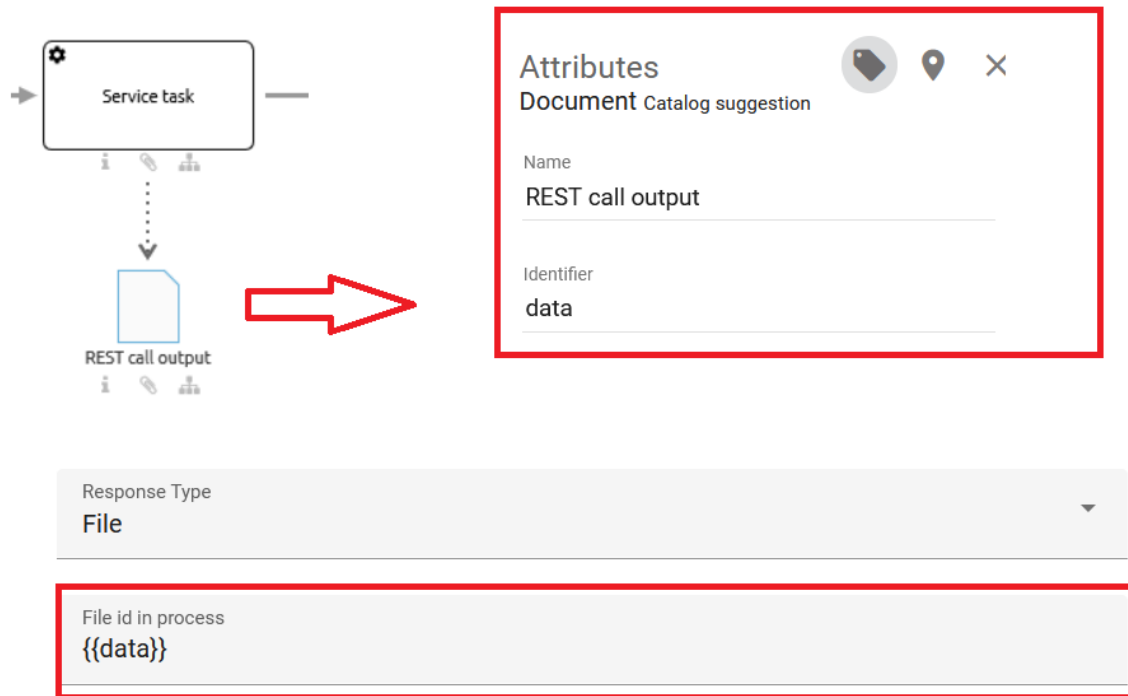 Service task
REST call output
Attributes
Document Catalog suggestion
Name
REST call output
Identifier
data
Response Type
File
File id in process
{{data}}